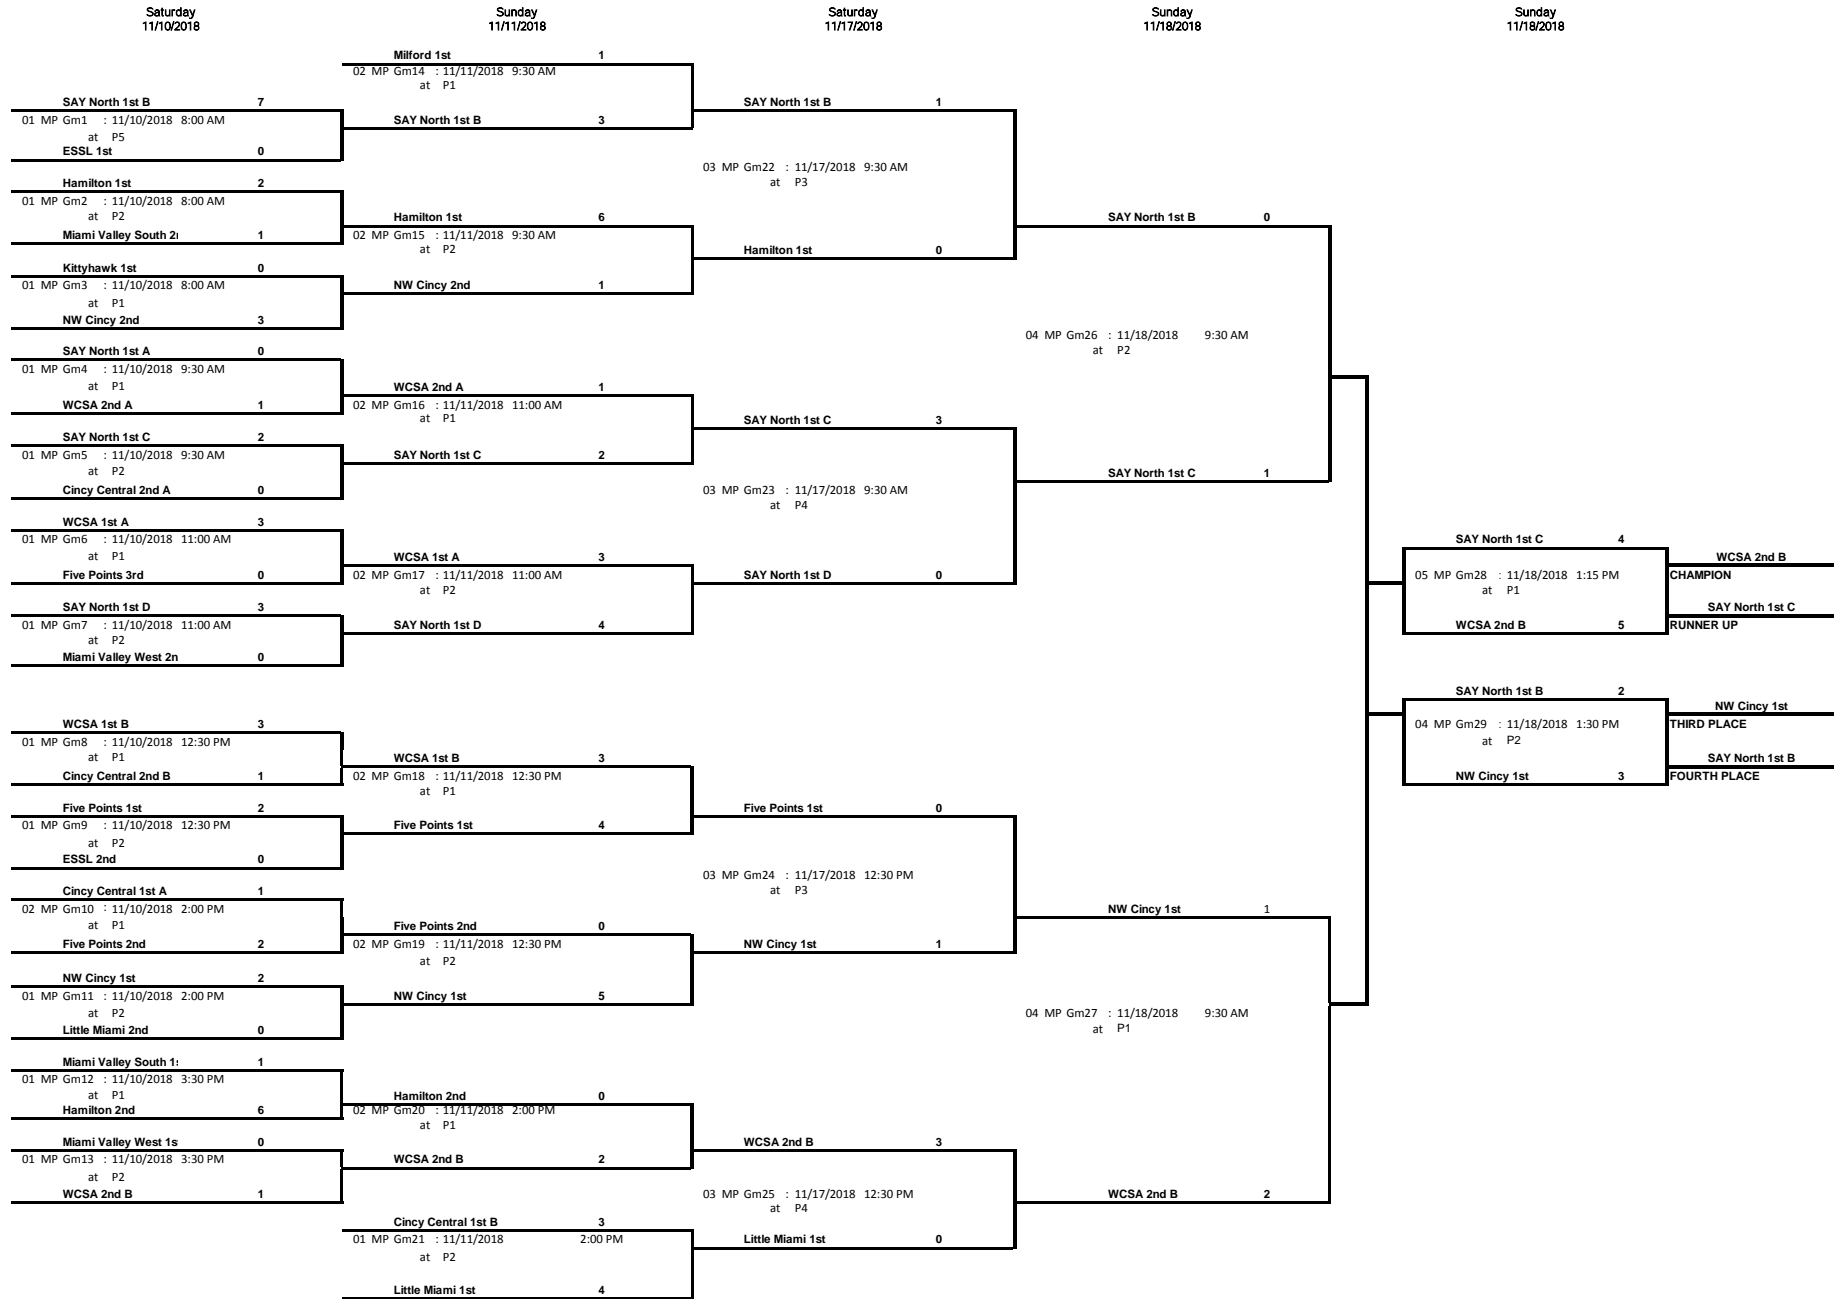 Saturday
11/10/2018
Sunday
11/11/2018
Saturday
11/17/2018
Sunday
11/18/2018
Sunday
11/18/2018
SAY North 1st B 7
01 MP Gm1 : 11/10/2018 8:00 AM
at P5
ESSL 1st 0
Hamilton 1st 2
01 MP Gm2 : 11/10/2018 8:00 AM
at P2
Miami Valley South 2 1
Kittyhawk 1st 0
01 MP Gm3 : 11/10/2018 8:00 AM
at P1
NW Cincy 2nd 3
SAY North 1st A 0
01 MP Gm4 : 11/10/2018 9:30 AM
at P1
WCSA 2nd A 1
SAY North 1st C 2
01 MP Gm5 : 11/10/2018 9:30 AM
at P2
Cincy Central 2nd A 0
WCSA 1st A 3
01 MP Gm6 : 11/10/2018 11:00 AM
at P1
Five Points 3rd 0
SAY North 1st D 3
01 MP Gm7 : 11/10/2018 11:00 AM
at P2
Miami Valley West 2n 0
WCSA 1st B 3
01 MP Gm8 : 11/10/2018 12:30 PM
at P1
Cincy Central 2nd B 1
Five Points 1st 2
01 MP Gm9 : 11/10/2018 12:30 PM
at P2
ESSL 2nd 0
Cincy Central 1st A 1
02 MP Gm10 : 11/10/2018 2:00 PM
at P1
Five Points 2nd 2
NW Cincy 1st 2
01 MP Gm11 : 11/10/2018 2:00 PM
at P2
Little Miami 2nd 0
Miami Valley South 1 1
01 MP Gm12 : 11/10/2018 3:30 PM
at P1
Hamilton 2nd 6
Miami Valley West 1s 0
01 MP Gm13 : 11/10/2018 3:30 PM
at P2
WCSA 2nd B 1
Milford 1st 1
02 MP Gm14 : 11/11/2018 9:30 AM
at P1
SAY North 1st B 3
Hamilton 1st 6
02 MP Gm15 : 11/11/2018 9:30 AM
at P2
NW Cincy 2nd 1
WCSA 2nd A 1
02 MP Gm16 : 11/11/2018 11:00 AM
at P1
SAY North 1st C 2
WCSA 1st A 3
02 MP Gm17 : 11/11/2018 11:00 AM
at P2
SAY North 1st D 4
WCSA 1st B 3
02 MP Gm18 : 11/11/2018 12:30 PM
at P1
Five Points 1st 4
Five Points 2nd 0
02 MP Gm19 : 11/11/2018 12:30 PM
at P2
NW Cincy 1st 5
Hamilton 2nd 0
02 MP Gm20 : 11/11/2018 2:00 PM
at P1
WCSA 2nd B 2
Cincy Central 1st B 3
01 MP Gm21 : 11/11/2018 2:00 PM
at P2
Little Miami 1st 4
SAY North 1st B 1
03 MP Gm22 : 11/17/2018 9:30 AM
at P3
Hamilton 1st 0
SAY North 1st C 3
03 MP Gm23 : 11/17/2018 9:30 AM
at P4
SAY North 1st D 0
Five Points 1st 0
03 MP Gm24 : 11/17/2018 12:30 PM
at P3
NW Cincy 1st 1
WCSA 2nd B 3
03 MP Gm25 : 11/17/2018 12:30 PM
at P4
Little Miami 1st 0
SAY North 1st B 0
04 MP Gm26 : 11/18/2018 9:30 AM
at P2
SAY North 1st C 1
NW Cincy 1st 1
04 MP Gm27 : 11/18/2018 9:30 AM
at P1
WCSA 2nd B 2
SAY North 1st C 4
05 MP Gm28 : 11/18/2018 1:15 PM
at P1
WCSA 2nd B 5
WCSA 2nd B
CHAMPION
SAY North 1st C
RUNNER UP
SAY North 1st B 2
04 MP Gm29 : 11/18/2018 1:30 PM
at P2
NW Cincy 1st 3
NW Cincy 1st
THIRD PLACE
SAY North 1st B
FOURTH PLACE